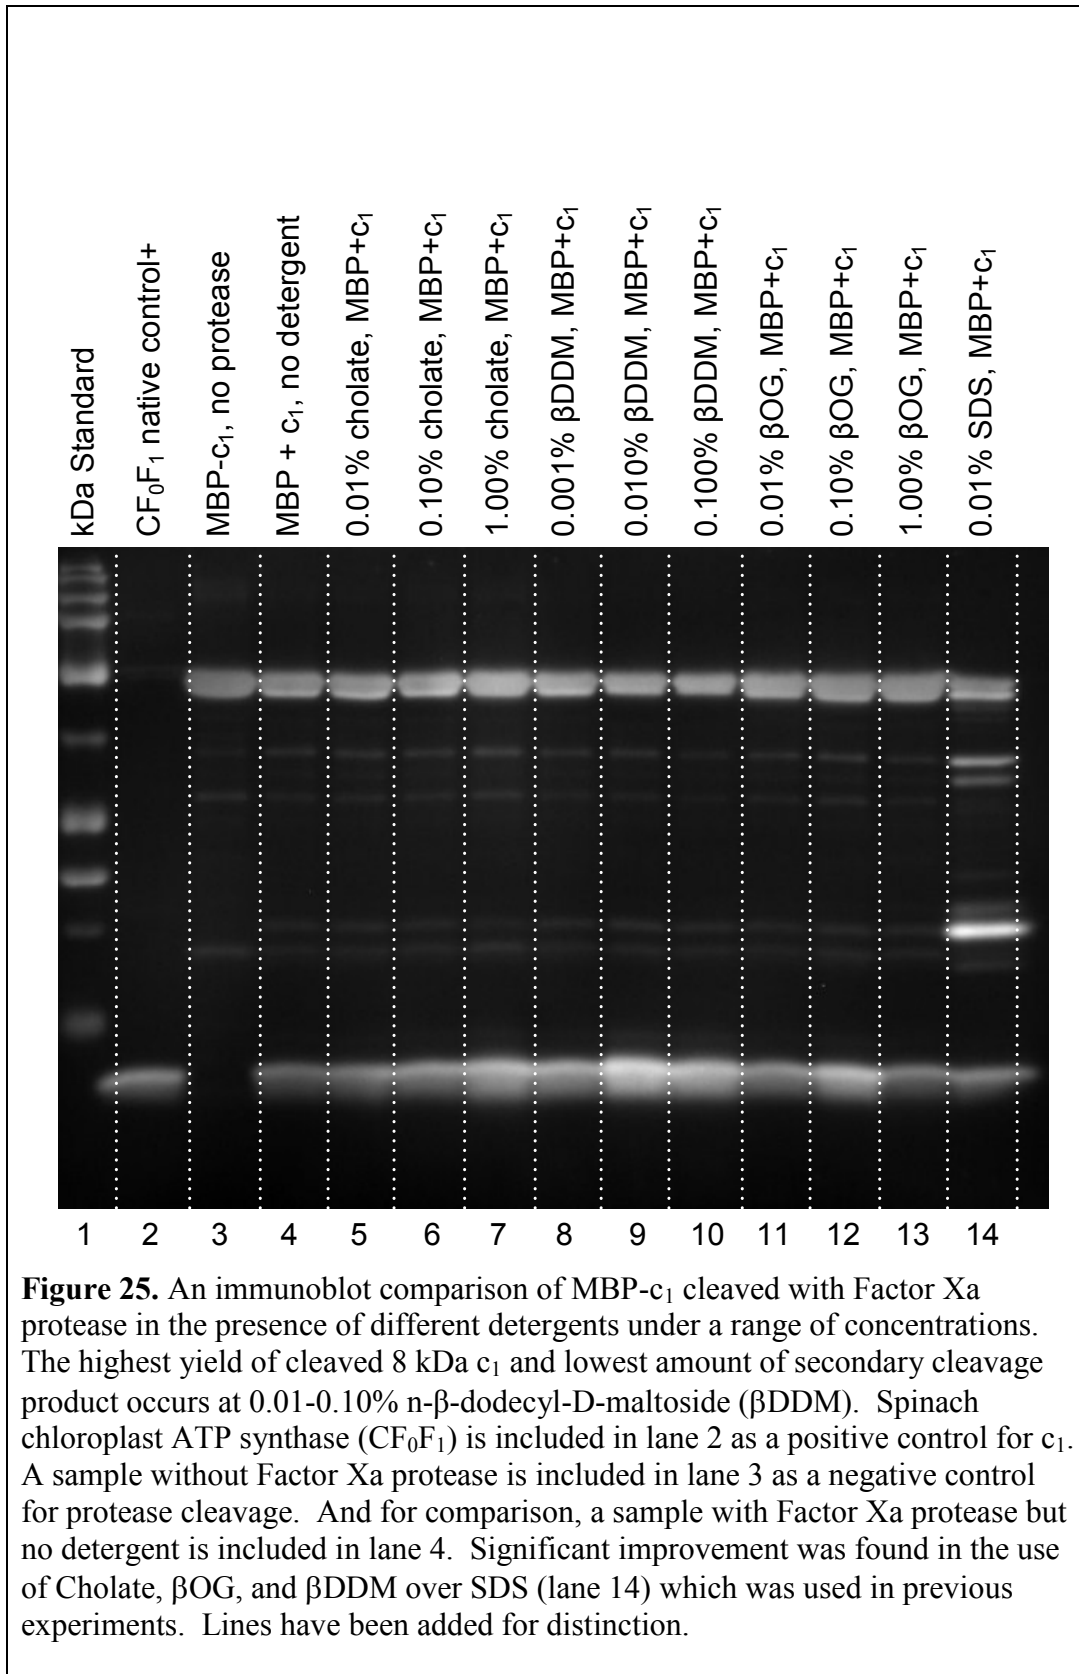 kDa Standard
CF₀F₁ native control+
MBP-c₁, no protease
MBP + c₁, no detergent
0.01% cholate, MBP+c₁
0.10% cholate, MBP+c₁
1.00% cholate, MBP+c₁
0.001% βDDM, MBP+c₁
0.010% βDDM, MBP+c₁
0.100% βDDM, MBP+c₁
0.01% βOG, MBP+c₁
0.10% βOG, MBP+c₁
1.00% βOG, MBP+c₁
0.01% SDS, MBP+c₁
1 2 3 4 5 6 7 8 9 10 11 12 13 14
Figure 25. An immunoblot comparison of MBP-c₁ cleaved with Factor Xa
protease in the presence of different detergents under a range of concentrations.
The highest yield of cleaved 8 kDa c₁ and lowest amount of secondary cleavage
product occurs at 0.01-0.10% n-β-dodecyl-D-maltoside (βDDM). Spinach
chloroplast ATP synthase (CF₀F₁) is included in lane 2 as a positive control for c₁.
A sample without Factor Xa protease is included in lane 3 as a negative control
for protease cleavage. And for comparison, a sample with Factor Xa protease but
no detergent is included in lane 4. Significant improvement was found in the use
of Cholate, βOG, and βDDM over SDS (lane 14) which was used in previous
experiments. Lines have been added for distinction.